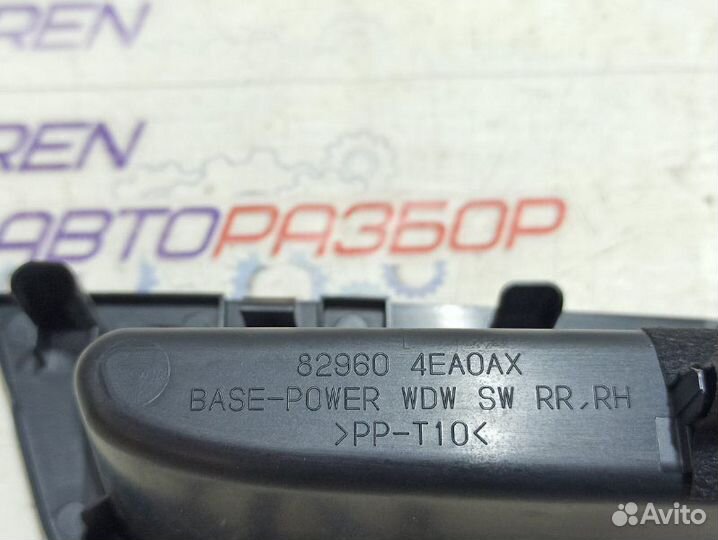 REN
REN
АВТОРАЗБОР
82960 4EA0AX
BASE-POWER WDW SW RR,RH
>PP-T10<
Avito